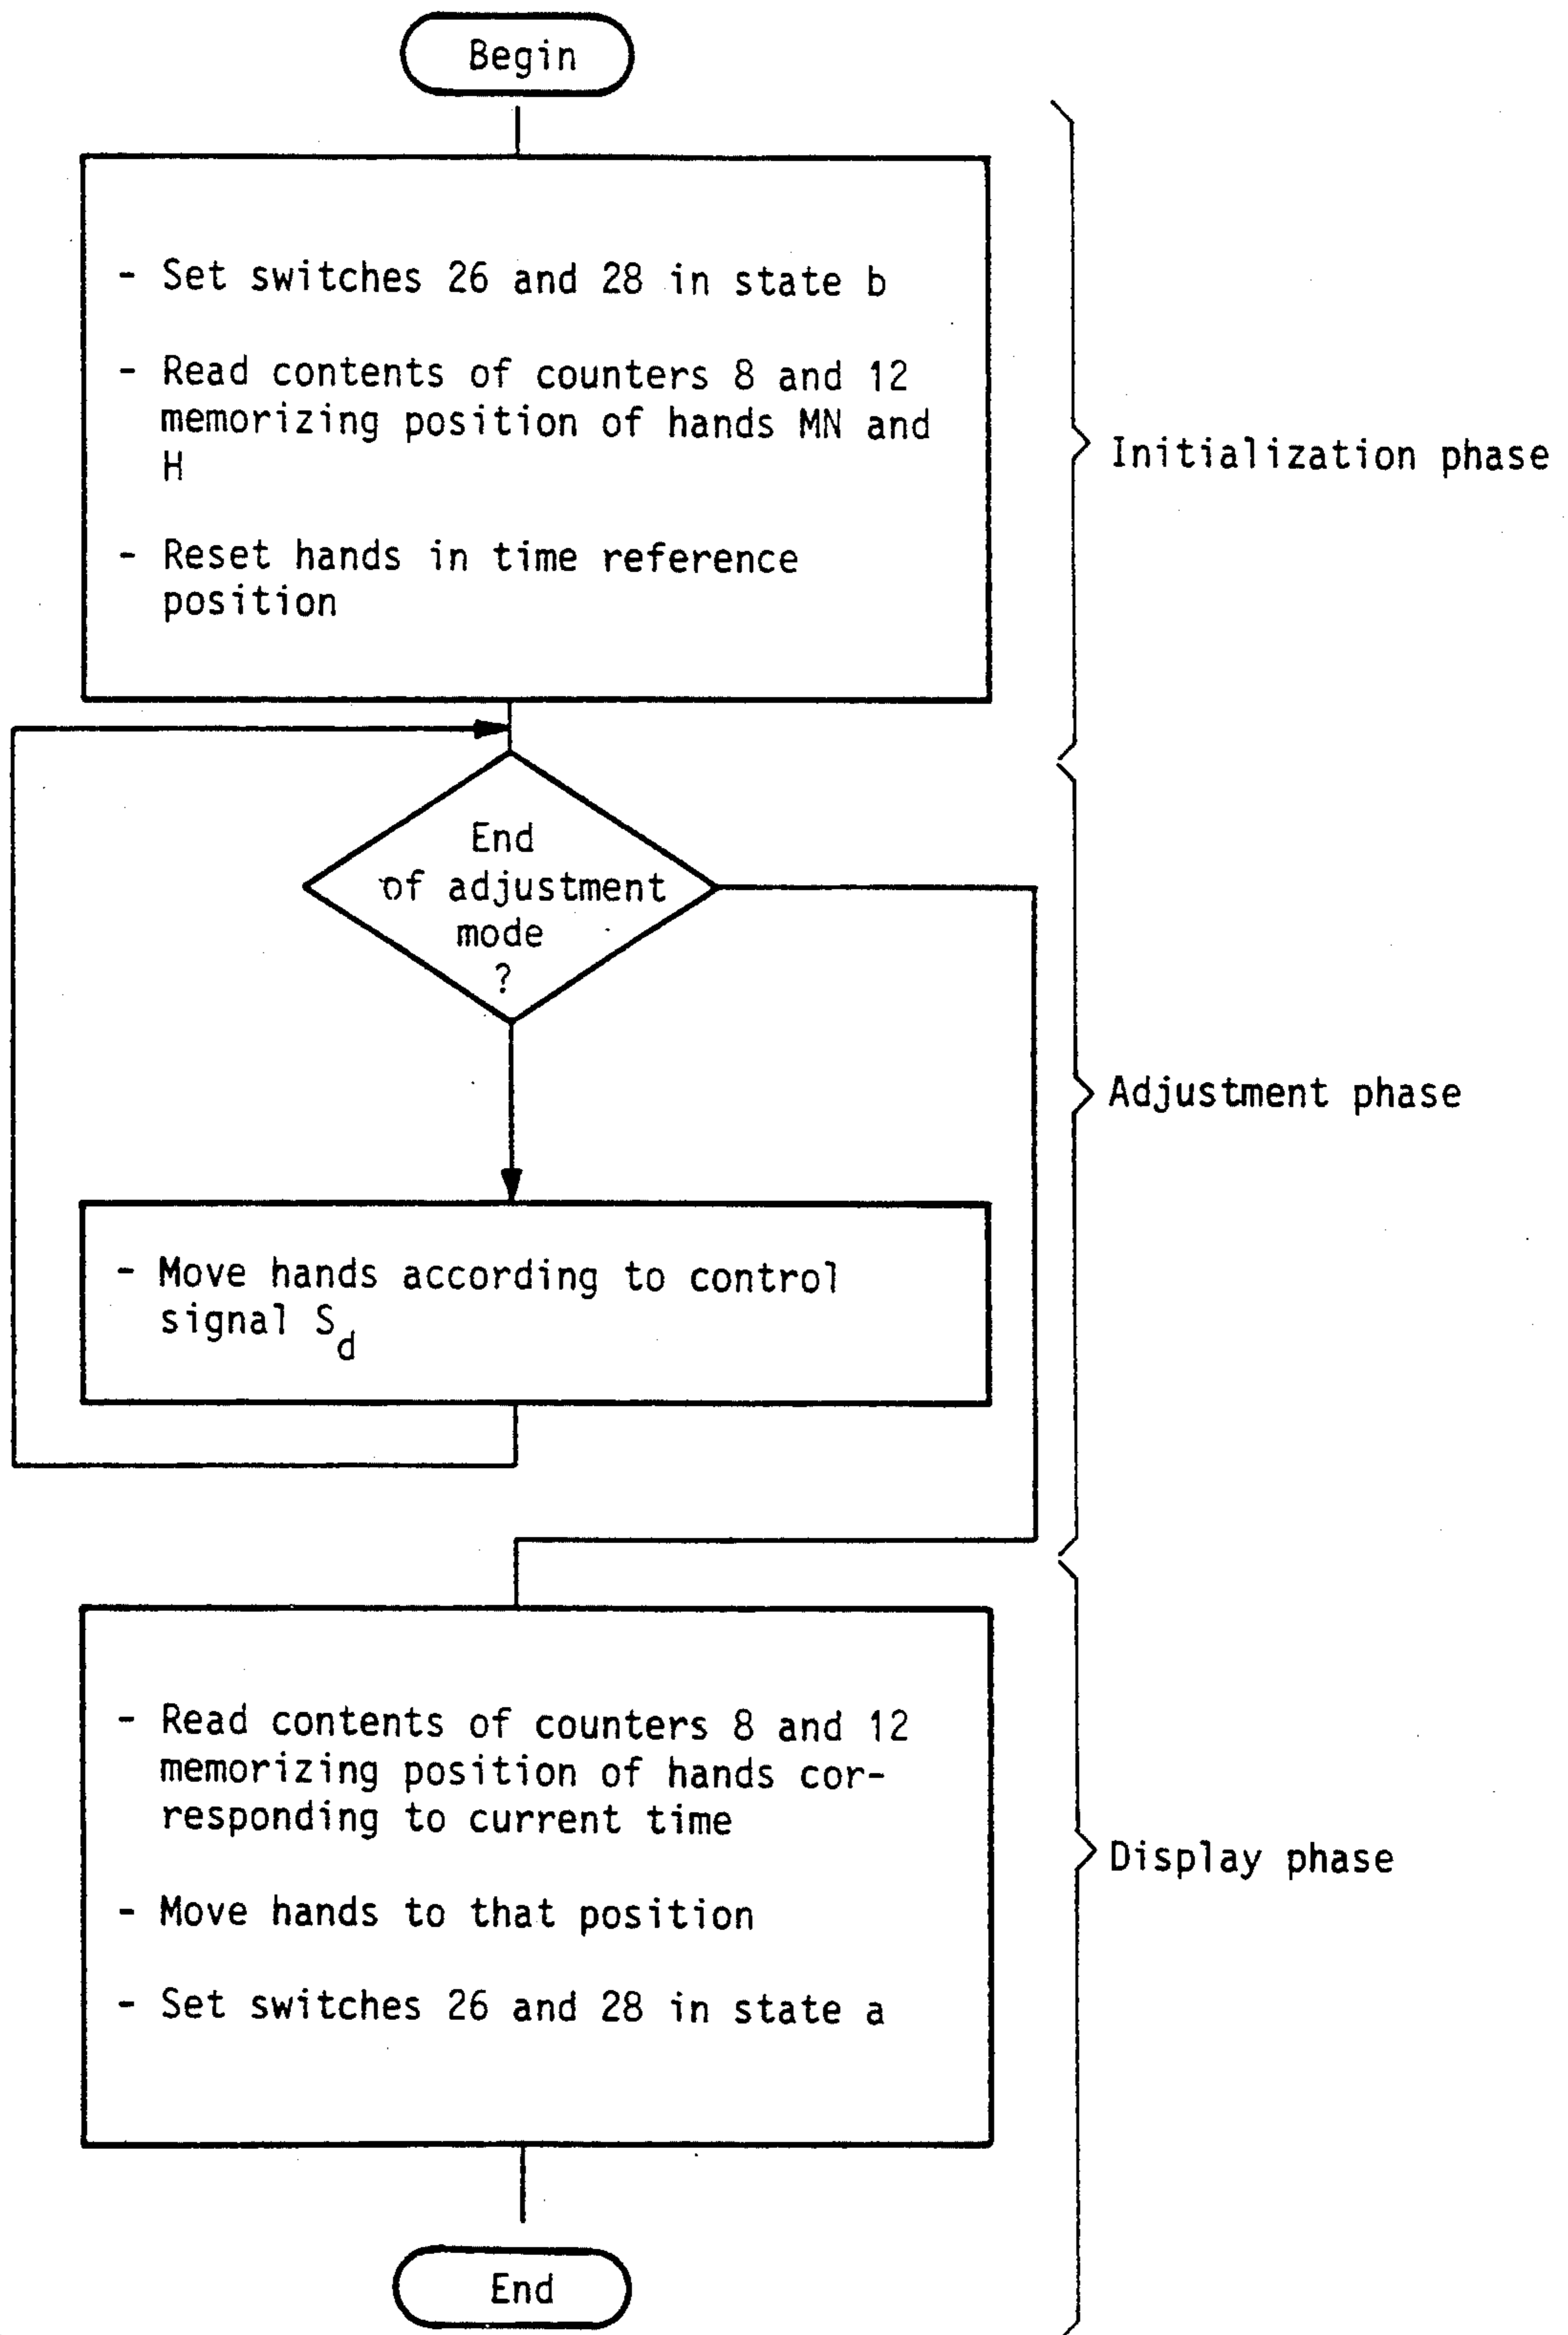 Begin
- Set switches 26 and 28 in state b
- Read contents of counters 8 and 12
memorizing position of hands MN and
H
- Reset hands in time reference
position
Initialization phase
End
of adjustment
mode
?
- Move hands according to control
signal S_d
Adjustment phase
- Read contents of counters 8 and 12
memorizing position of hands cor-
responding to current time
- Move hands to that position
- Set switches 26 and 28 in state a
Display phase
End